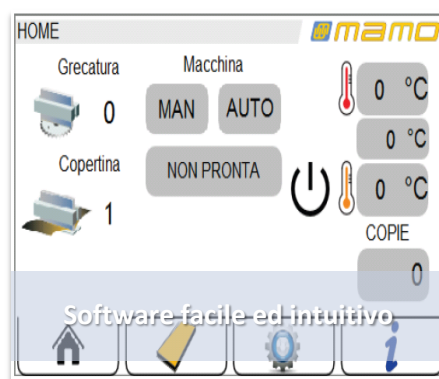 HOME
mamo
Grecatura
0
Macchina
MAN
AUTO
0 °C
0 °C
Copertina
1
NON PRONTA
0 °C
COPIE
0
Software facile ed intuitivo
i